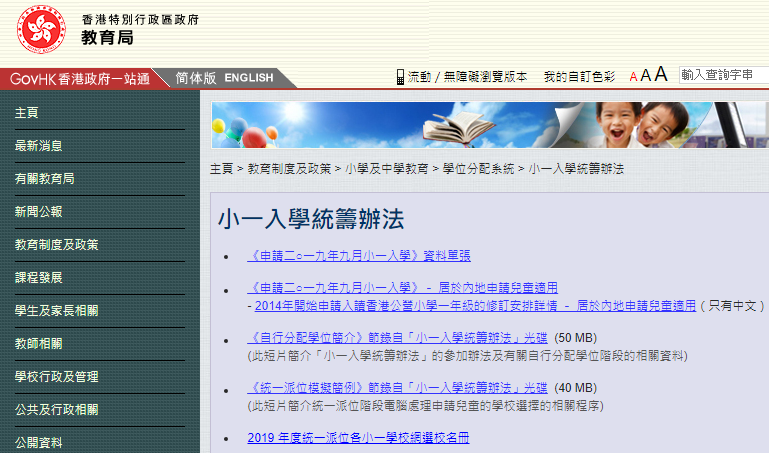 香港特別行政區政府
教育局
GovHK 香港政府一站通
简体版
ENGLISH
流動 / 無障礙瀏覽版本
我的自訂色彩
A A A
輸入查詢字串
主頁
最新消息
有關教育局
新聞公報
教育制度及政策
課程發展
學生及家長相關
教師相關
學校行政及管理
公共及行政相關
公開資料
主頁 > 教育制度及政策 > 小學及中學教育 > 學位分配系統 > 小一入學統籌辦法
小一入學統籌辦法
《申請二○一九年九月小一入學》資料單張
《申請二○一九年九月小一入學》 － 居於內地申請兒童適用
- 2014年開始申請入讀香港公營小學一年級的修訂安排詳情 － 居於內地申請兒童適用 ( 只有中文 )
《自行分配學位簡介》節錄自「小一入學統籌辦法」光碟 (50 MB)
(此短片簡介「小一入學統籌辦法」的參加辦法及有關自行分配學位階段的相關資料)
《統一派位模擬簡例》節錄自「小一入學統籌辦法」光碟 (40 MB)
(此短片簡介統一派位階段電腦處理申請兒童的學校選擇的相關程序)
2019 年度統一派位各小一學校網選校名冊